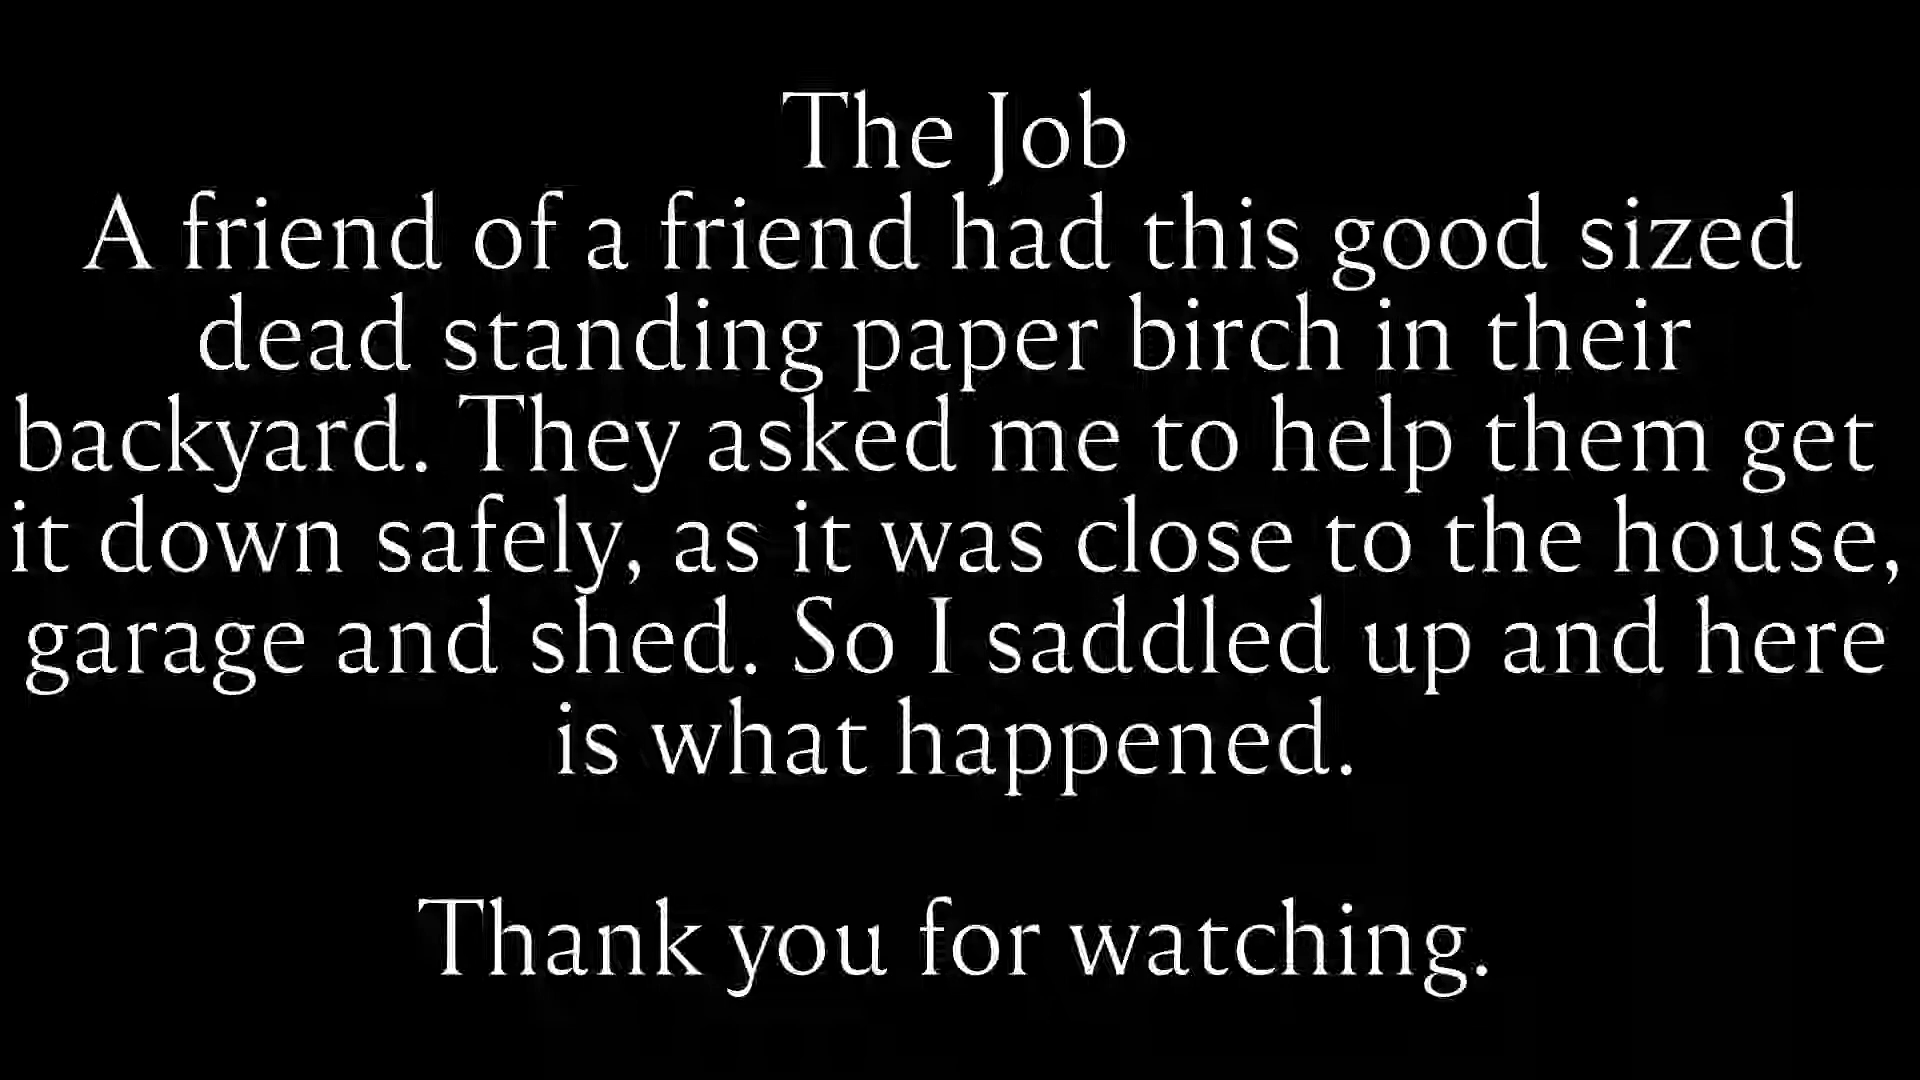 The Job
A friend of a friend had this good sized
dead standing paper birch in their
backyard. They asked me to help them get
it down safely, as it was close to the house,
garage and shed. So I saddled up and here
is what happened.
Thank you for watching.